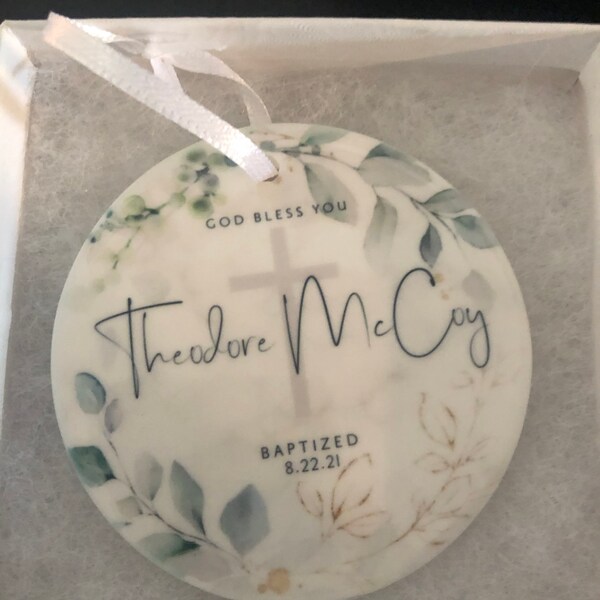 GOD BLESS YOU
Theodore McCoy
BAPTIZED
8.22.21